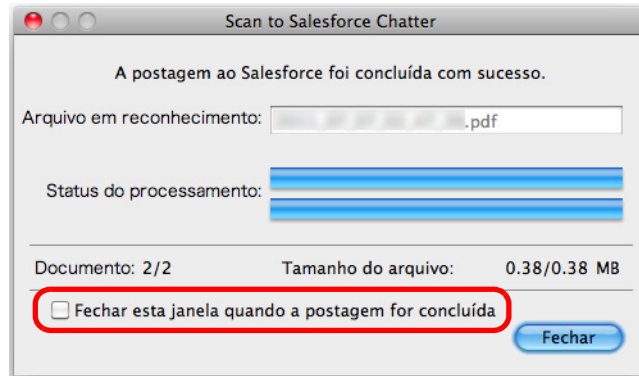 Scan to Salesforce Chatter
A postagem ao Salesforce foi concluída com sucesso.
Arquivo em reconhecimento: .pdf
Status do processamento:
Documento: 2/2 Tamanho do arquivo: 0.38/0.38 MB
Fechar esta janela quando a postagem for concluída
Fechar